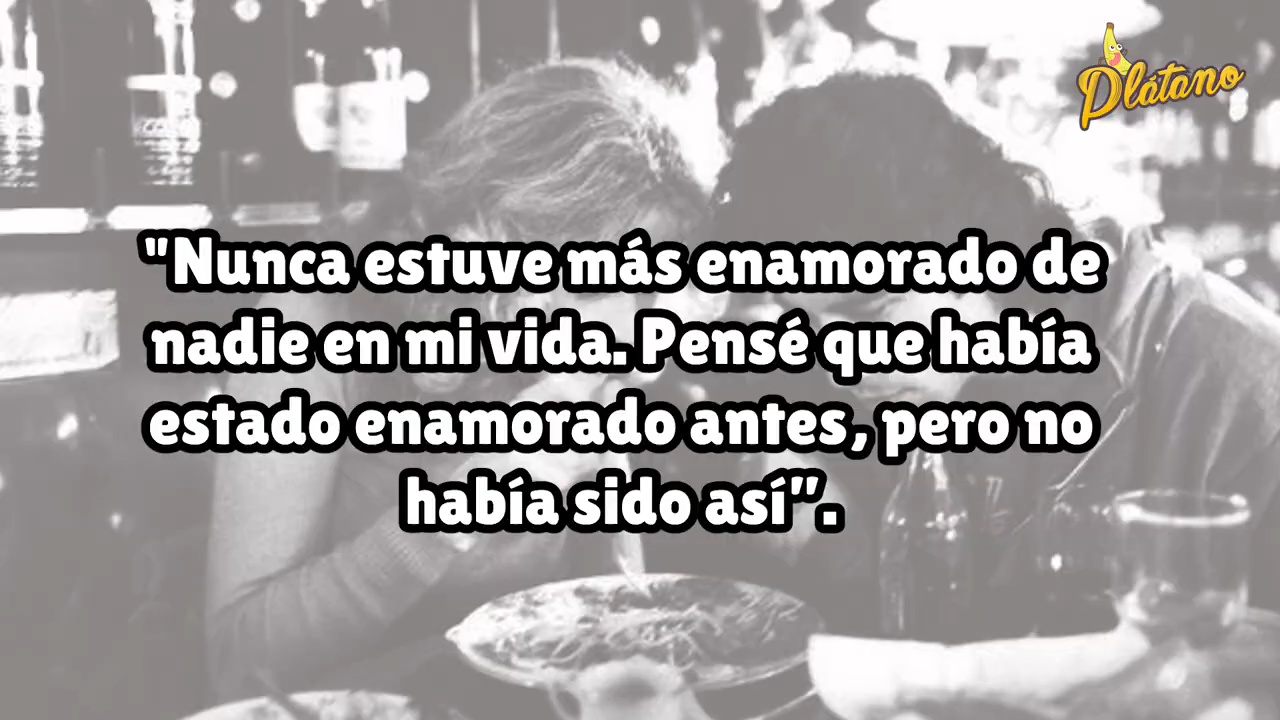 Plátano
"Nunca estuve más enamorado de
nadie en mi vida. Pensé que había
estado enamorado antes, pero no
había sido así".